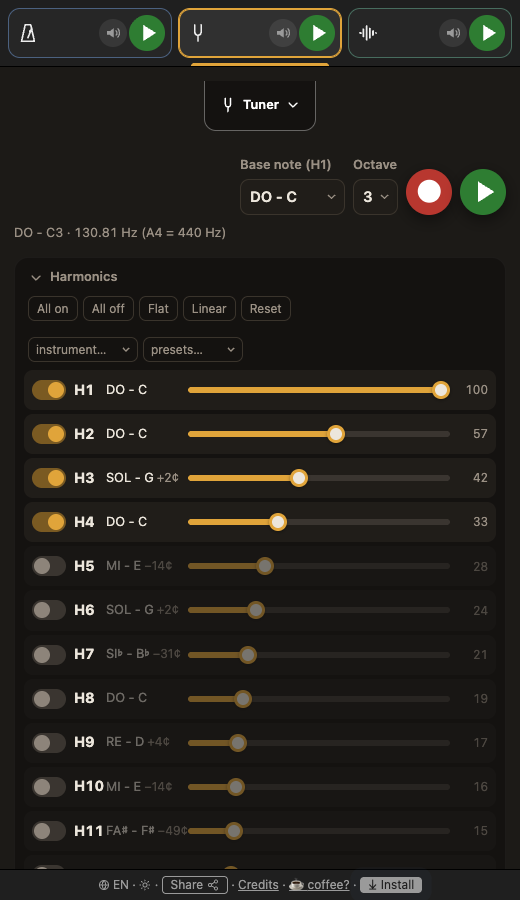 Tuner
Base note (H1) Octave
DO - C 3
DO - C3 · 130.81 Hz (A4 = 440 Hz)
Harmonics
All on All off Flat Linear Reset
instrument... presets...
H1 DO - C 100
H2 DO - C 57
H3 SOL - G +2¢ 42
H4 DO - C 33
H5 MI - E −14¢ 28
H6 SOL - G +2¢ 24
H7 SI♭ - B♭ −31¢ 21
H8 DO - C 19
H9 RE - D +4¢ 17
H10 MI - E −14¢ 16
H11 FA♯ - F♯ −49¢ 15
EN · · Share · Credits · ☕ coffee? · Install